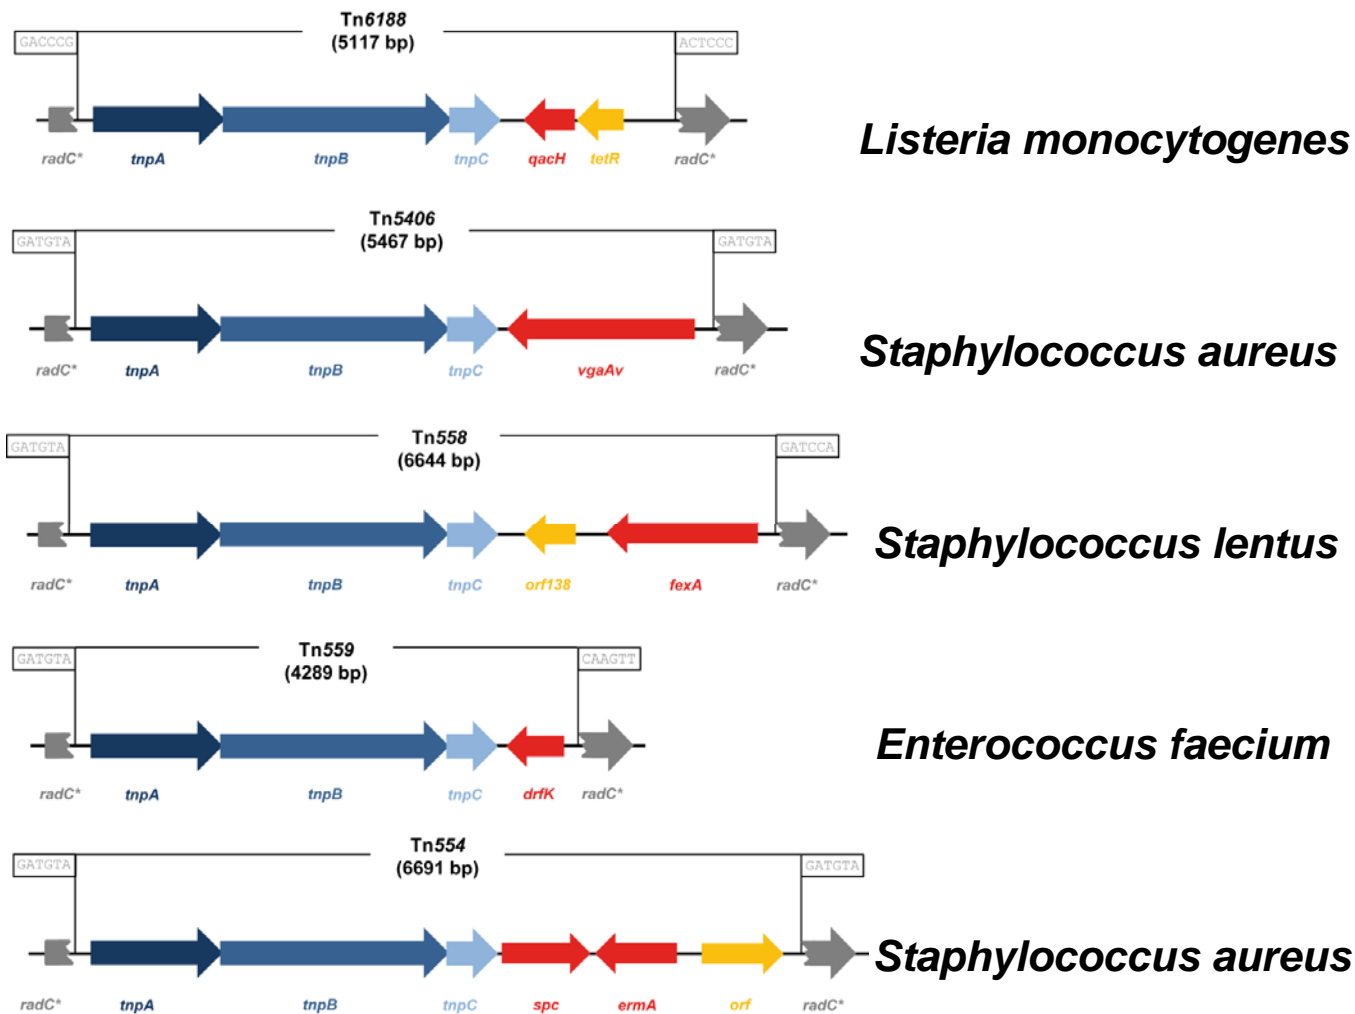 Tn6188
(5117 bp)
GACCCG ACTCCC
radC* tnpA tnpB tnpC qacH tetR radC*
Listeria monocytogenes
Tn5406
(5467 bp)
GATGTA GATGTA
radC* tnpA tnpB tnpC vgaAv radC*
Staphylococcus aureus
Tn558
(6644 bp)
GATGTA GATCCA
radC* tnpA tnpB tnpC orf138 fexA radC*
Staphylococcus lentus
Tn559
(4289 bp)
GATGTA CAAGTT
radC* tnpA tnpB tnpC drfK radC*
Enterococcus faecium
Tn554
(6691 bp)
GATGTA GATGTA
radC* tnpA tnpB tnpC spc ermA orf radC*
Staphylococcus aureus